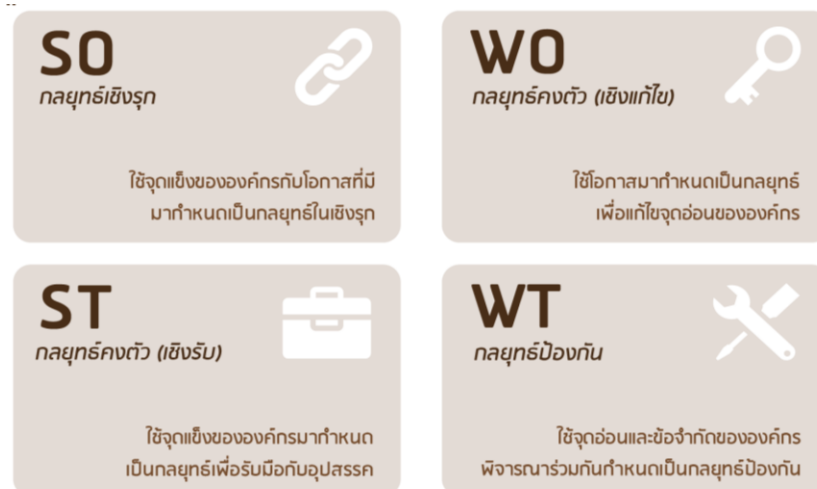 SO
กลยุทธ์เชิงรุก
ใช้จุดแข็งขององค์กรกับโอกาสที่มี
มากำหนดเป็นกลยุทธ์ในเชิงรุก
WO
กลยุทธ์คงตัว (เชิงแก้ไข)
ใช้โอกาสมากำหนดเป็นกลยุทธ์
เพื่อแก้ไขจุดอ่อนขององค์กร
ST
กลยุทธ์คงตัว (เชิงรับ)
ใช้จุดแข็งขององค์กรมากำหนด
เป็นกลยุทธ์เพื่อรับมือกับอุปสรรค
WT
กลยุทธ์ป้องกัน
ใช้จุดอ่อนและข้อจำกัดขององค์กร
พิจารณาร่วมกันกำหนดเป็นกลยุทธ์ป้องกัน